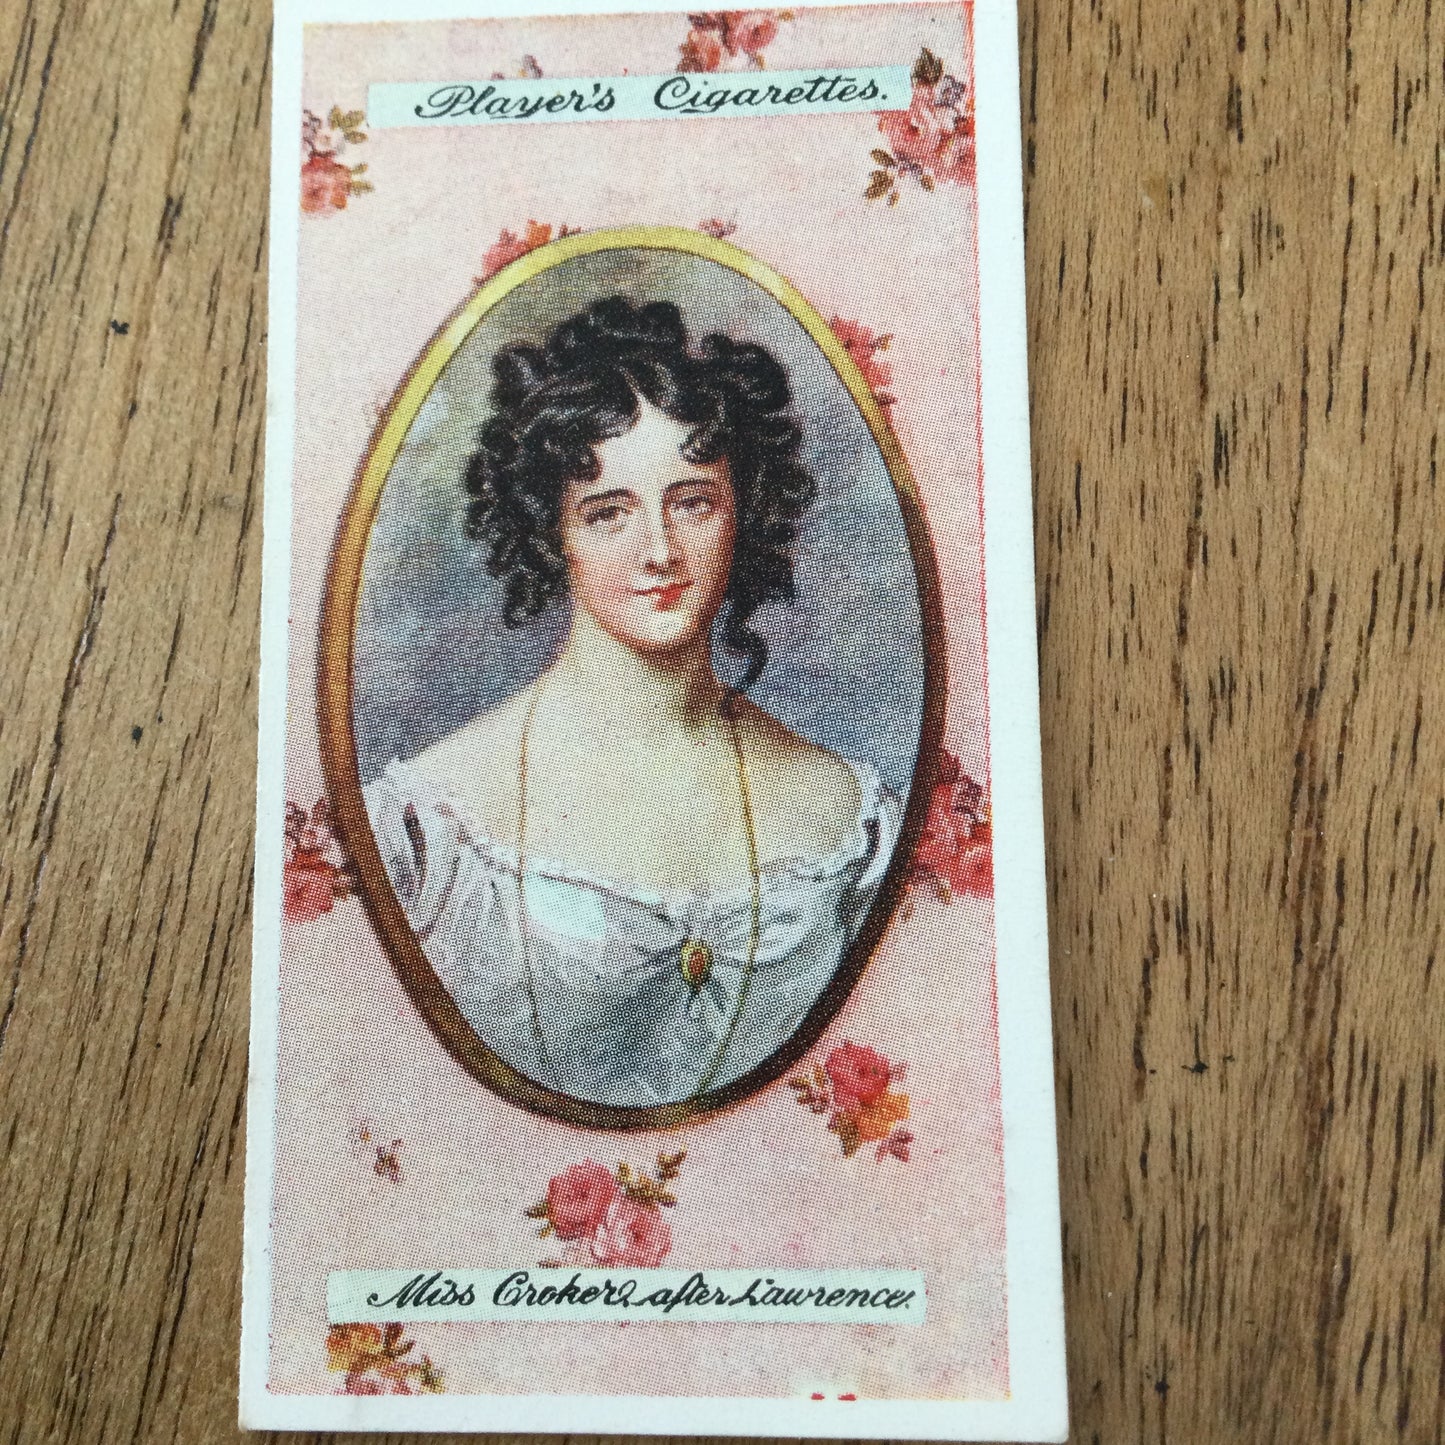 Player's Cigarettes.
Miss Croker, after Lawrence.